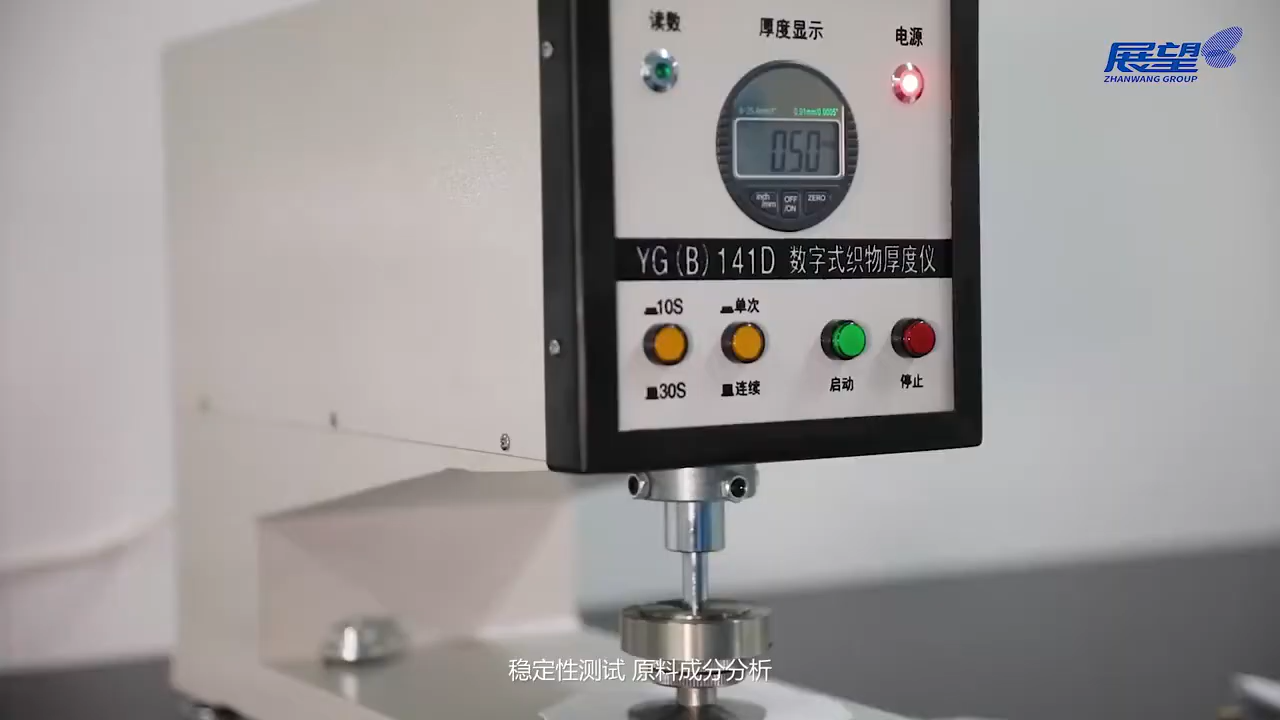 读数
厚度显示
电源
展望
ZHANWANG GROUP
0.01mm/0.0005"
0.50
inch
/mm
OFF
/ON
ZERO
YG(B)141D 数字式织物厚度仪
10S
单次
30S
连续
启动
停止
稳定性测试 原料成分分析